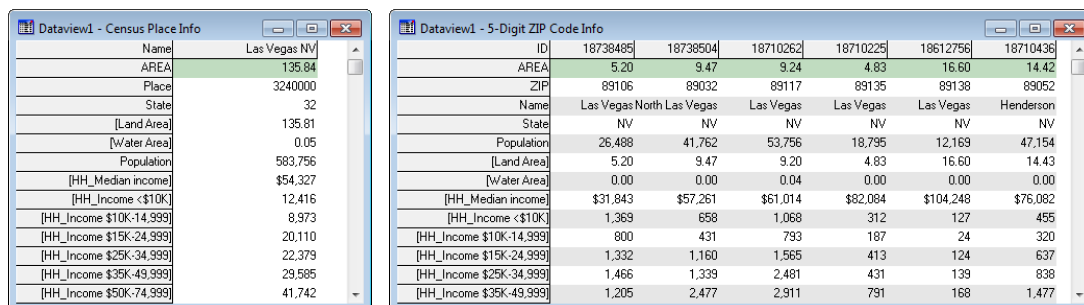 Dataview1 - Census Place Info
Name Las Vegas NV
AREA 135.84
Place 3240000
State 32
[Land Area] 135.81
[Water Area] 0.05
Population 583,756
[HH_Median income] $54,327
[HH_Income <$10K] 12,416
[HH_Income $10K-14,999] 8,973
[HH_Income $15K-24,999] 20,110
[HH_Income $25K-34,999] 22,379
[HH_Income $35K-49,999] 29,585
[HH_Income $50K-74,999] 41,742
Dataview1 - 5-Digit ZIP Code Info
ID 18738485 18738504 18710262 18710225 18612756 18710436
AREA 5.20 9.47 9.24 4.83 16.60 14.42
ZIP 89106 89032 89117 89135 89138 89052
Name Las Vegas North Las Vegas Las Vegas Las Vegas Las Vegas Henderson
State NV NV NV NV NV NV
Population 26,488 41,762 53,756 18,795 12,169 47,154
[Land Area] 5.20 9.47 9.20 4.83 16.60 14.43
[Water Area] 0.00 0.00 0.04 0.00 0.00 0.00
[HH_Median income] $31,843 $57,261 $61,014 $82,084 $104,248 $76,082
[HH_Income <$10K] 1,369 658 1,068 312 127 455
[HH_Income $10K-14,999] 800 431 793 187 24 320
[HH_Income $15K-24,999] 1,332 1,160 1,565 413 124 637
[HH_Income $25K-34,999] 1,466 1,339 2,481 431 139 838
[HH_Income $35K-49,999] 1,205 2,477 2,911 791 168 1,477